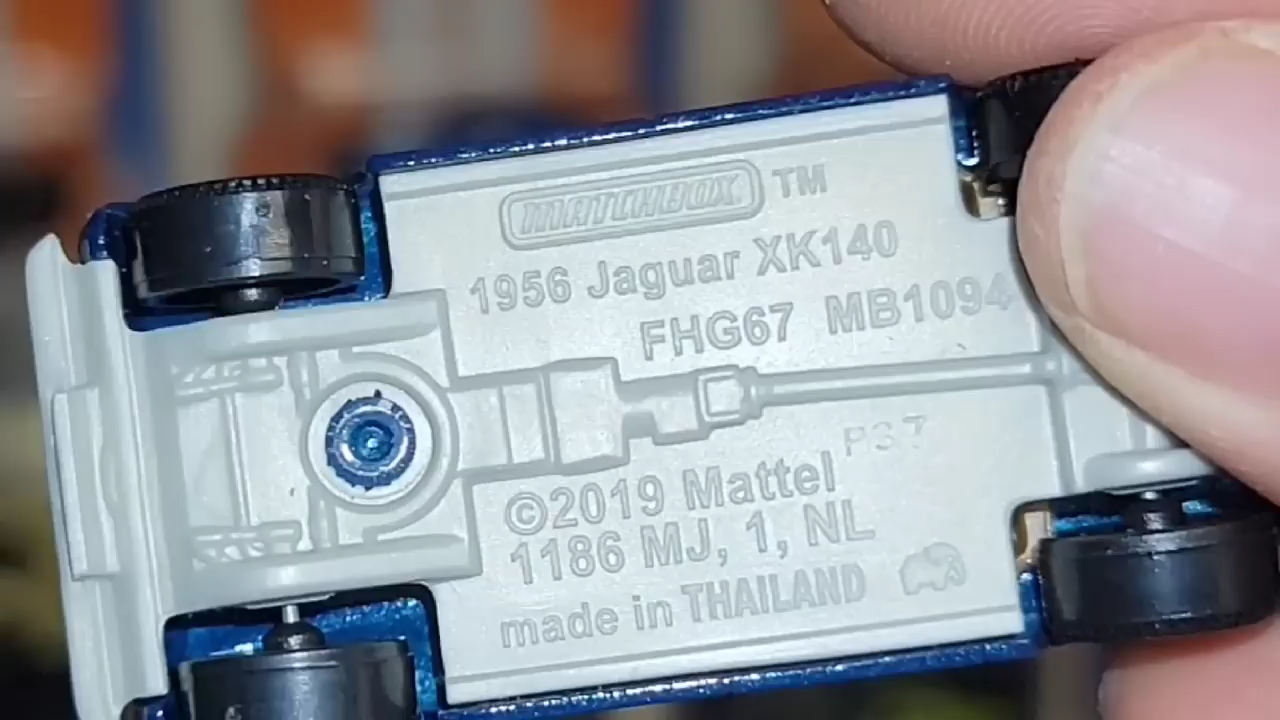 MATCHBOX TM
1956 Jaguar XK140
FHG67 MB1094
P37
©2019 Mattel
1186 MJ, 1, NL
made in THAILAND